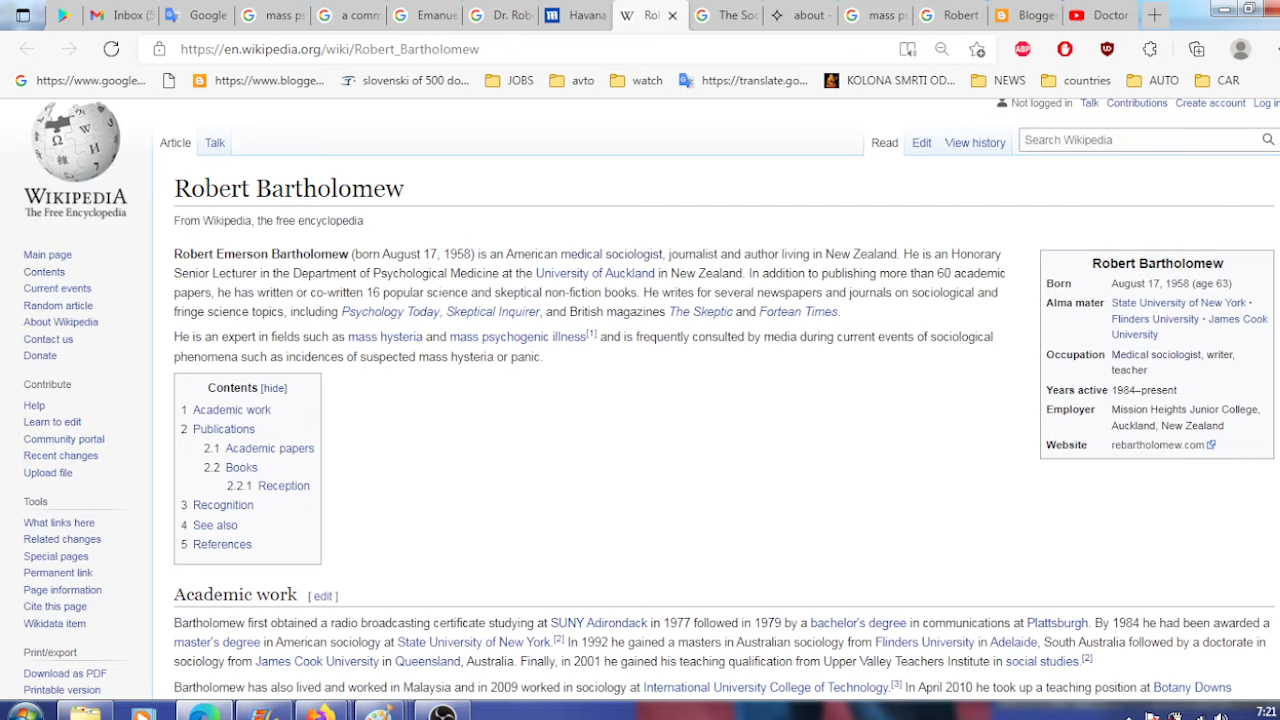 Inbox (5
Google
mass ps
a comm
Emanue
Dr. Rob
Havana
The Soc
about -
mass ps
Robert
Blogger
Doctor
https://en.wikipedia.org/wiki/Robert_Bartholomew
ABP
https://www.google...
https://www.blogge...
slovenski of 500 do...
JOBS
avto
watch
https://translate.go...
KOLONA SMRTI OD...
NEWS
countries
AUTO
CAR
Not logged in Talk Contributions Create account Log in
Article Talk
Read Edit View history
Search Wikipedia
WIKIPEDIA
The Free Encyclopedia
Main page
Contents
Current events
Random article
About Wikipedia
Contact us
Donate
Contribute
Help
Learn to edit
Community portal
Recent changes
Upload file
Tools
What links here
Related changes
Special pages
Permanent link
Page information
Cite this page
Wikidata item
Print/export
Download as PDF
Printable version
Robert Bartholomew
From Wikipedia, the free encyclopedia
Robert Emerson Bartholomew (born August 17, 1958) is an American medical sociologist, journalist and author living in New Zealand. He is an Honorary
Senior Lecturer in the Department of Psychological Medicine at the University of Auckland in New Zealand. In addition to publishing more than 60 academic
papers, he has written or co-written 16 popular science and skeptical non-fiction books. He writes for several newspapers and journals on sociological and
fringe science topics, including Psychology Today, Skeptical Inquirer, and British magazines The Skeptic and Fortean Times.
He is an expert in fields such as mass hysteria and mass psychogenic illness[1] and is frequently consulted by media during current events of sociological
phenomena such as incidences of suspected mass hysteria or panic.
Contents [hide]
1 Academic work
2 Publications
2.1 Academic papers
2.2 Books
2.2.1 Reception
3 Recognition
4 See also
5 References
Robert Bartholomew
Born August 17, 1958 (age 63)
Alma mater State University of New York ·
Flinders University · James Cook
University
Occupation Medical sociologist, writer,
teacher
Years active 1984–present
Employer Mission Heights Junior College,
Auckland, New Zealand
Website rebartholomew.com
Academic work [ edit ]
Bartholomew first obtained a radio broadcasting certificate studying at SUNY Adirondack in 1977 followed in 1979 by a bachelor's degree in communications at Plattsburgh. By 1984 he had been awarded a
master's degree in American sociology at State University of New York.[2] In 1992 he gained a masters in Australian sociology from Flinders University in Adelaide, South Australia followed by a doctorate in
sociology from James Cook University in Queensland, Australia. Finally, in 2001 he gained his teaching qualification from Upper Valley Teachers Institute in social studies.[2]
Bartholomew has also lived and worked in Malaysia and in 2009 worked in sociology at International University College of Technology.[3] In April 2010 he took up a teaching position at Botany Downs
7:21